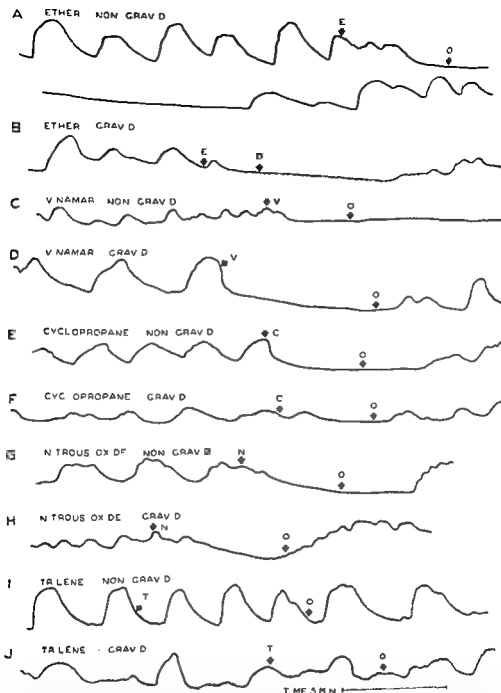 A ETHER NON GRAV D E O
B ETHER GRAV D E O
C V NAMAR NON GRAV D V O
D V NAMAR GRAV D V O
E CYCLOPROPANE NON GRAV D C O
F CYC OPROPANE GRAV D C O
G N TROUS OX DE NON GRAV D N O
H N TROUS OX DE GRAV D N O
I TR LENE NON GRAV D T O
J TR LENE - GRAV D T O
T ME 5 M N